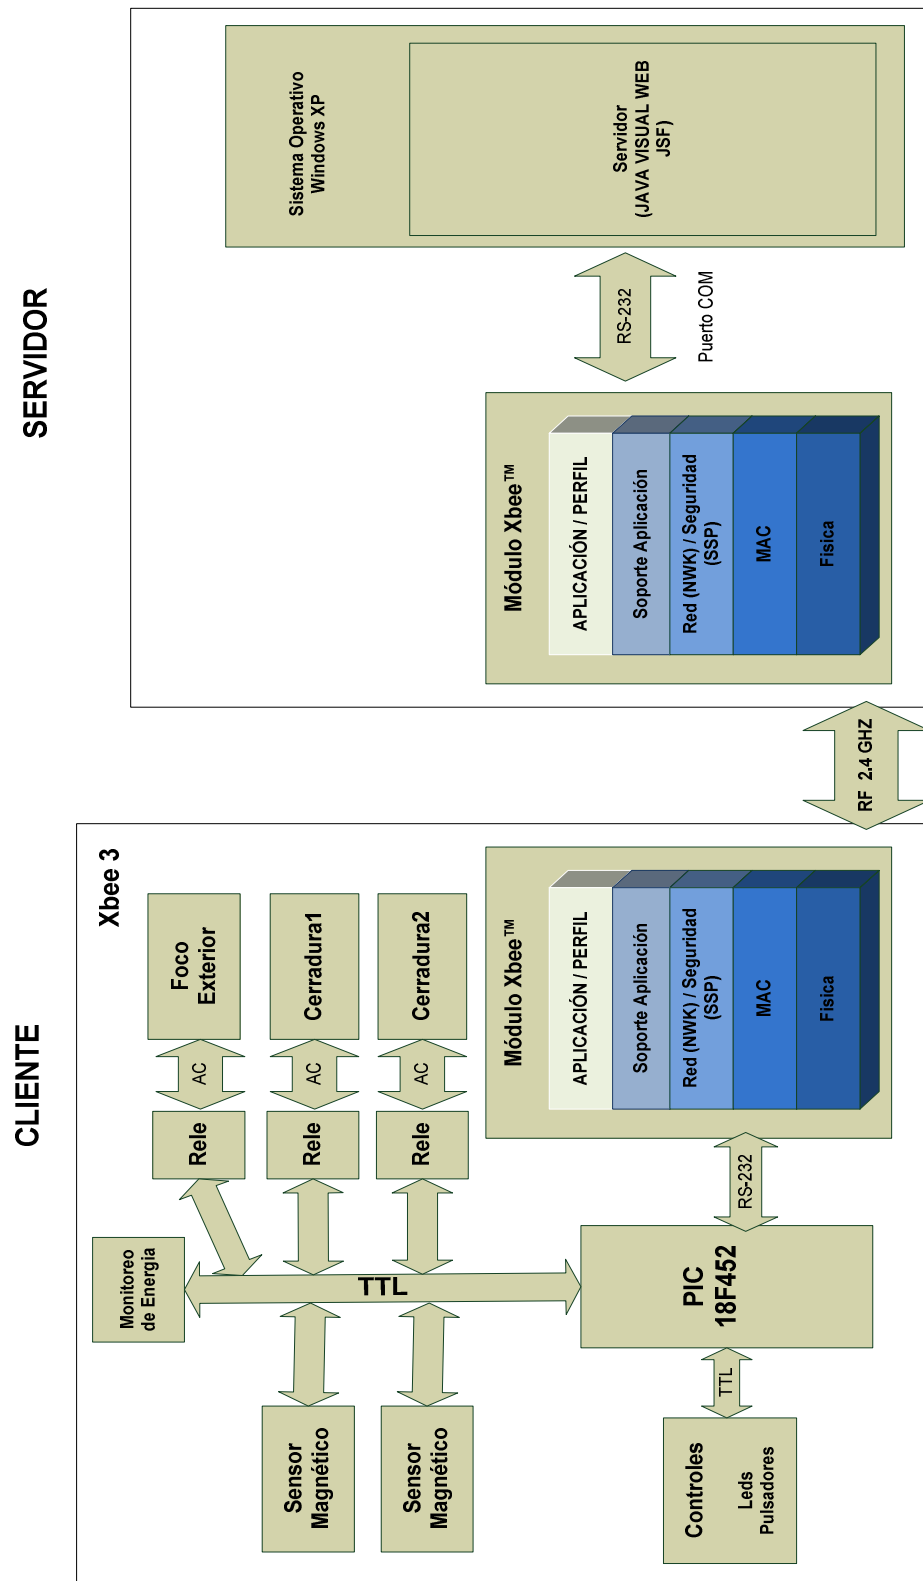 CLIENTE
SERVIDOR
Xbee 3
Monitoreo
de Energia
Rele
AC
Foco
Exterior
Sensor
Magnético
Rele
AC
Cerradura1
Sensor
Magnético
Rele
AC
Cerradura2
TTL
PIC
18F452
TTL
Controles
Leds
Pulsadores
RS-232
Módulo Xbee™
APLICACIÓN / PERFIL
Soporte Aplicación
Red (NWK) / Seguridad
(SSP)
MAC
Fisica
RF 2.4 GHZ
Módulo Xbee™
APLICACIÓN / PERFIL
Soporte Aplicación
Red (NWK) / Seguridad
(SSP)
MAC
Fisica
RS-232
Puerto COM
Sistema Operativo
Windows XP
Servidor
(JAVA VISUAL WEB
JSF)